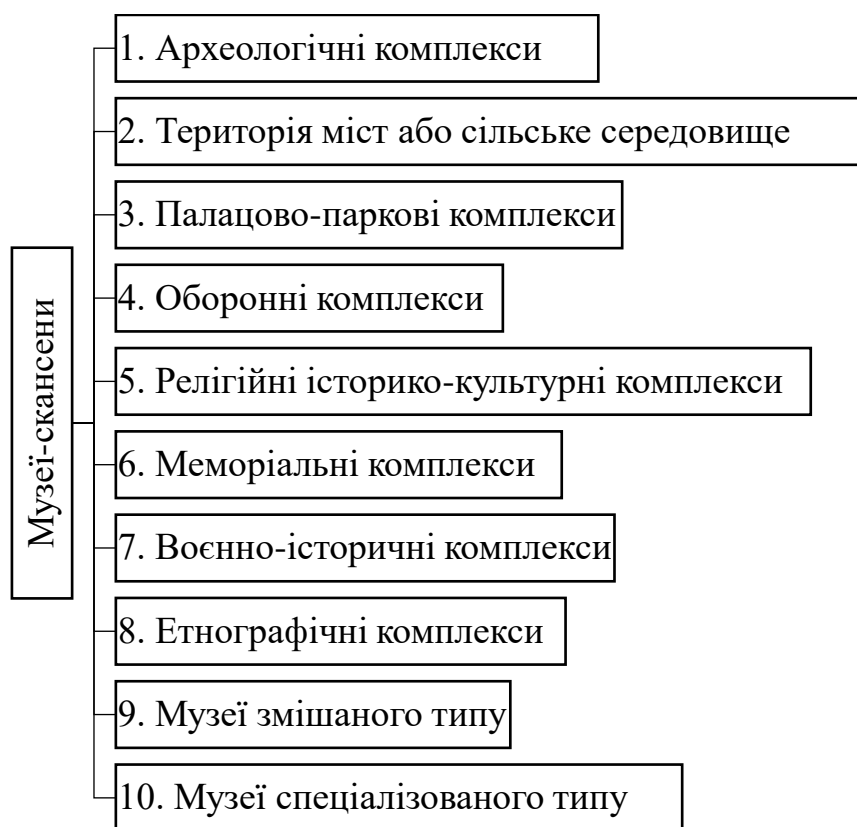 Музеї-скансени
1. Археологічні комплекси
2. Територія міст або сільське середовище
3. Палацово-паркові комплекси
4. Оборонні комплекси
5. Релігійні історико-культурні комплекси
6. Меморіальні комплекси
7. Воєнно-історичні комплекси
8. Етнографічні комплекси
9. Музеї змішаного типу
10. Музеї спеціалізованого типу